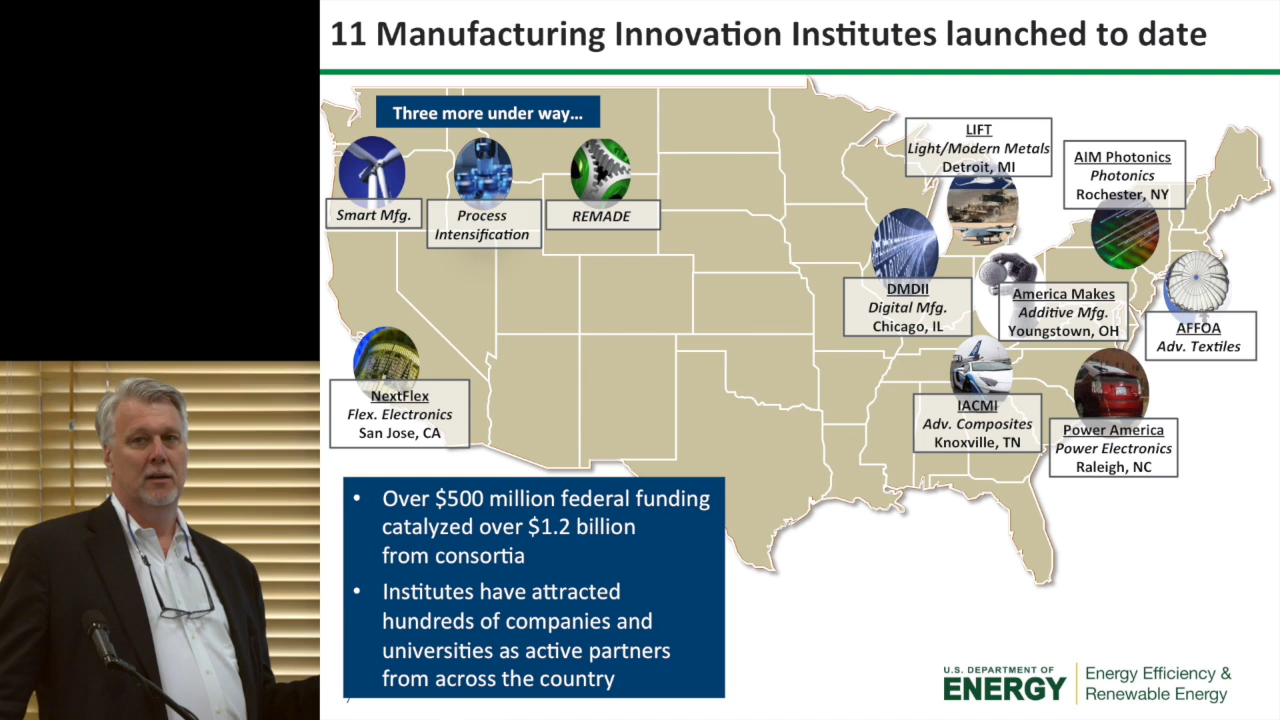 11 Manufacturing Innovation Institutes launched to date
Three more under way...
Smart Mfg.
Process
Intensification
REMADE
LIFT
Light/Modern Metals
Detroit, MI
AIM Photonics
Photonics
Rochester, NY
DMDII
Digital Mfg.
Chicago, IL
America Makes
Additive Mfg.
Youngstown, OH
AFFOA
Adv. Textiles
NextFlex
Flex. Electronics
San Jose, CA
IACMI
Adv. Composites
Knoxville, TN
Power America
Power Electronics
Raleigh, NC
• Over $500 million federal funding
catalyzed over $1.2 billion
from consortia
• Institutes have attracted
hundreds of companies and
universities as active partners
from across the country
U.S. DEPARTMENT OF
ENERGY
Energy Efficiency &
Renewable Energy